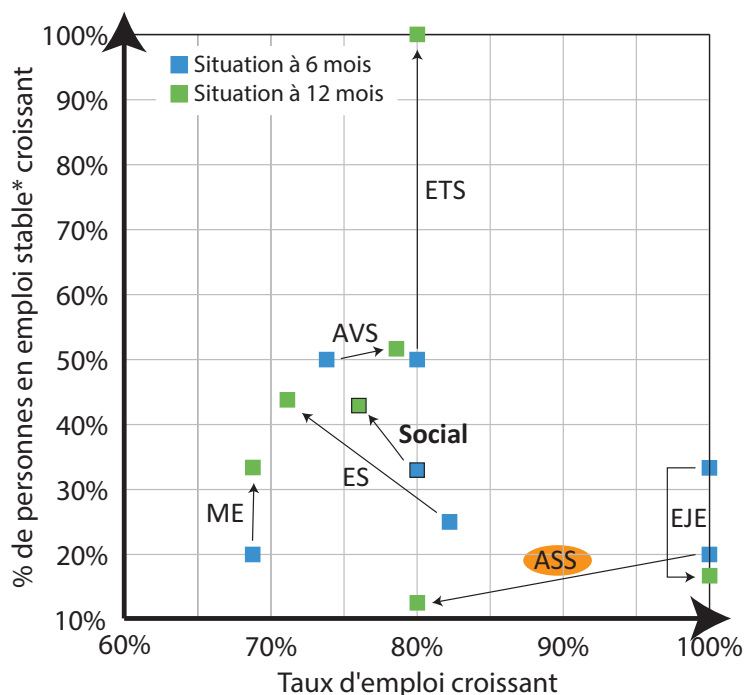 % de personnes en emploi stable* croissant
100%
90%
80%
70%
60%
50%
40%
30%
20%
10%
Situation à 6 mois
Situation à 12 mois
ETS
AVS
Social
ES
ME
EJE
ASS
60%
70%
80%
90%
100%
Taux d'emploi croissant